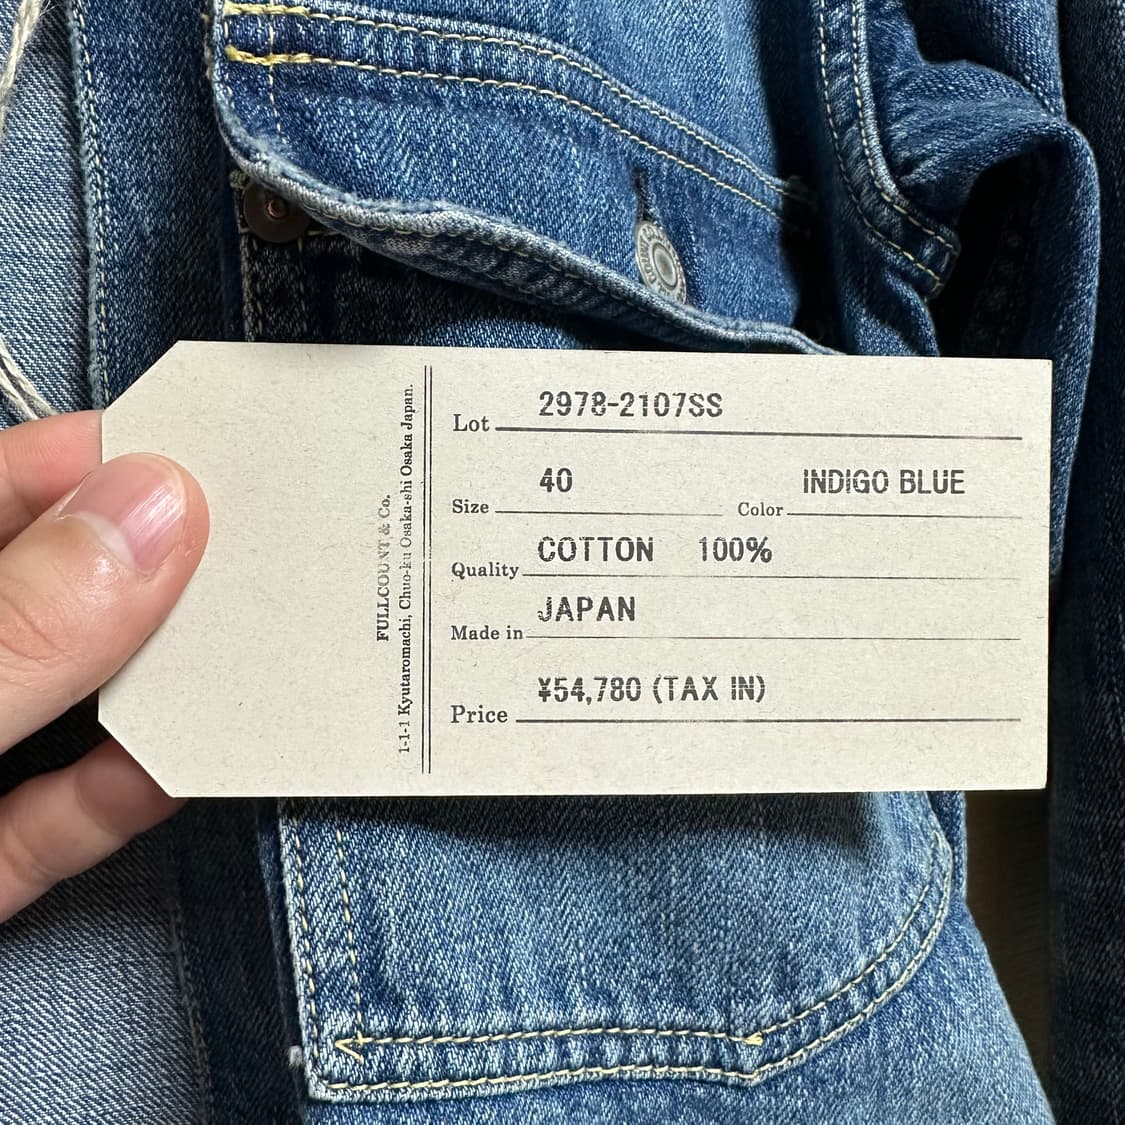 FULLCOUNT & Co.
1-1-1 Kyutaromachi, Chuo-ku Osaka-shi Osaka Japan.
Lot 2978-2107SS
Size 40 Color INDIGO BLUE
Quality COTTON 100%
Made in JAPAN
Price ¥54,780 (TAX IN)